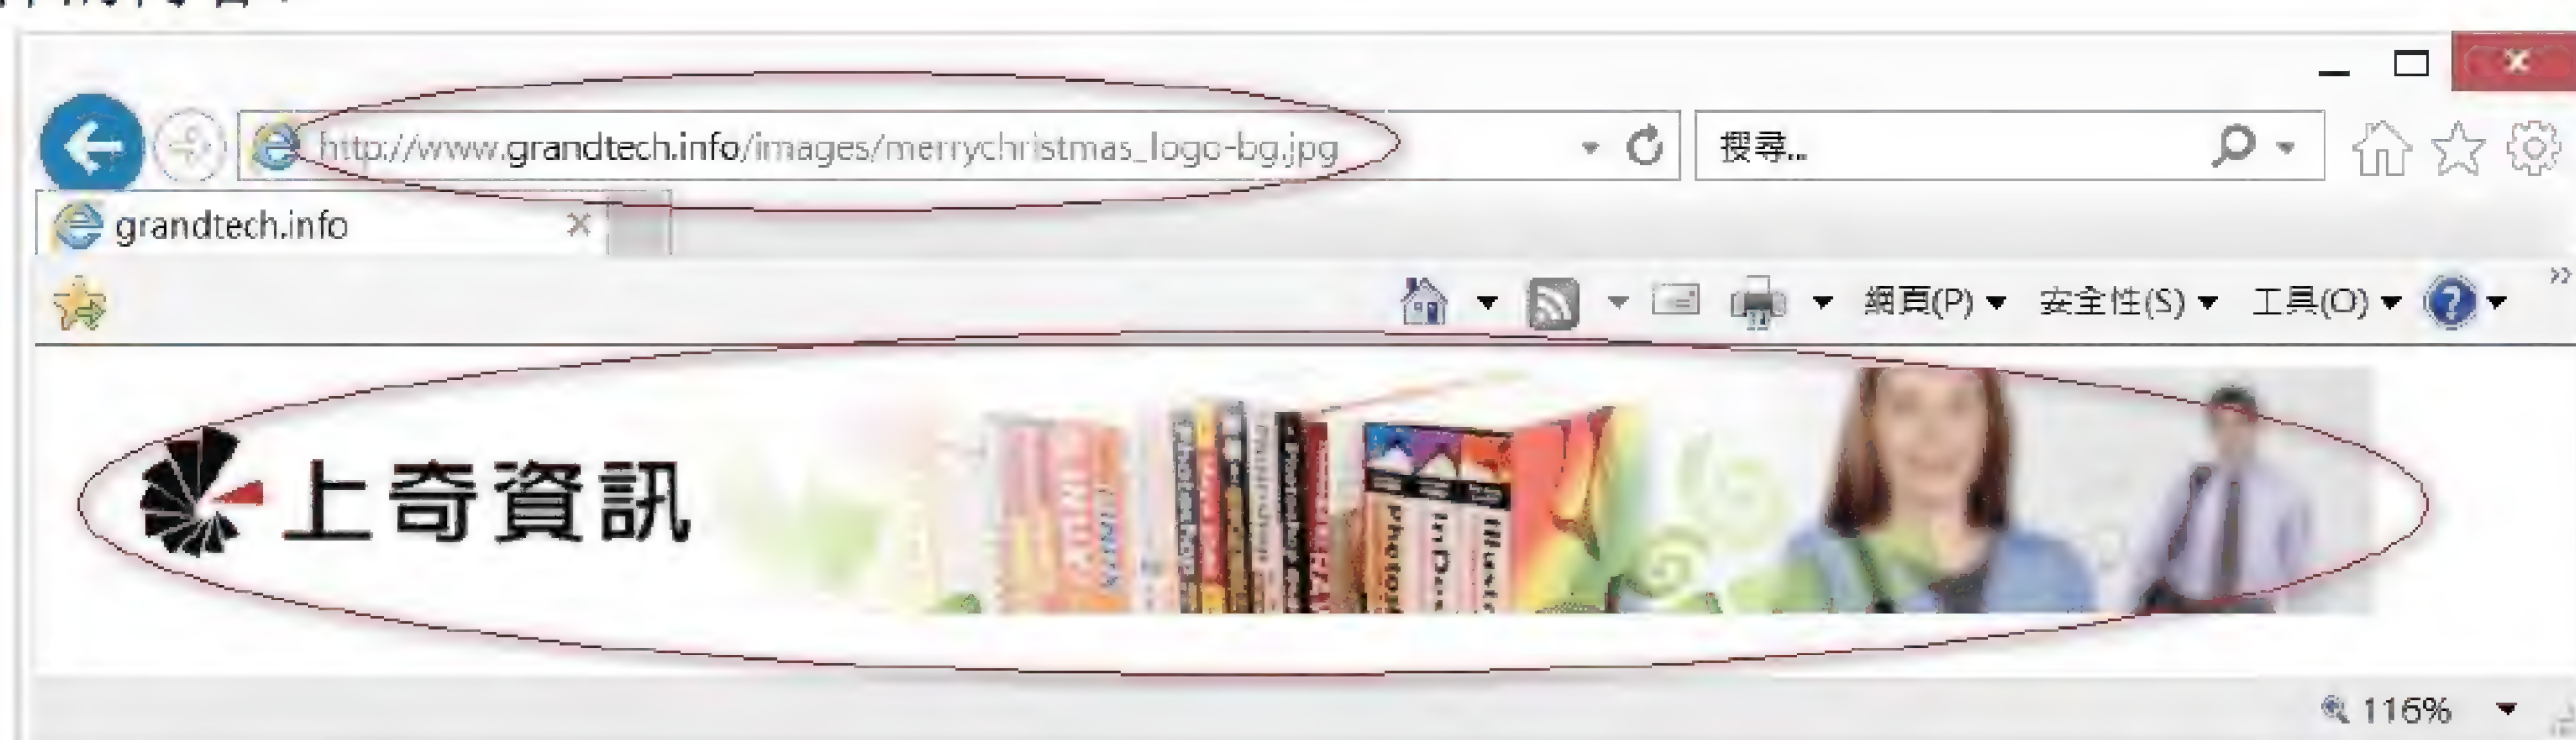 http://www.grandtech.info/images/merrychristmas_logo-bg.jpg
搜尋...
grandtech.info
網頁(P)
安全性(S)
工具(O)
上奇資訊
116%